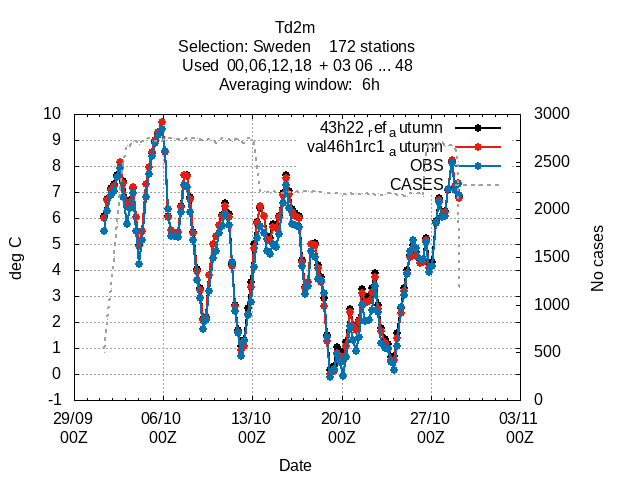 Td2m
Selection: Sweden    172 stations
Used  00,06,12,18  + 03 06 ... 48
Averaging window:  6h
10
9
8
7
6
5
4
3
2
1
0
-1
deg C
3000
2500
2000
1500
1000
500
0
No cases
43h22 ref a utumn
val46h1rc1 a utumn
OBS
CASES
29/09 06/10 13/10 20/10 27/10 03/11
00Z 00Z 00Z 00Z 00Z 00Z
Date